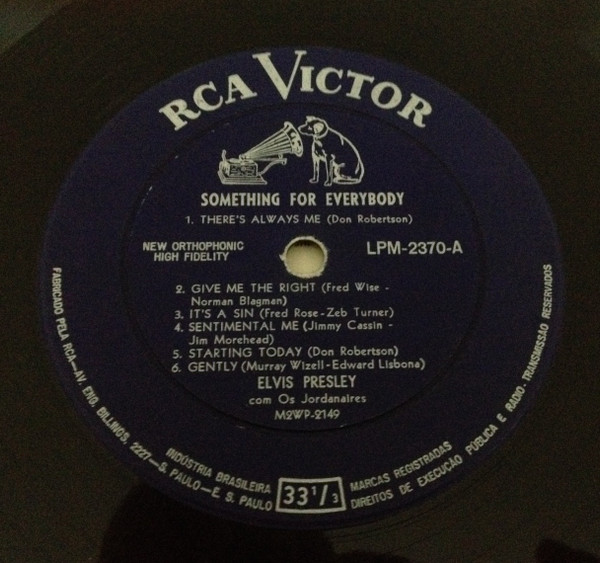 RCA VICTOR
SOMETHING FOR EVERYBODY
1. THERE'S ALWAYS ME (Don Robertson)
NEW ORTHOPHONIC
HIGH FIDELITY
LPM-2370-A
2. GIVE ME THE RIGHT (Fred Wise -
Norman Blagman)
3. IT'S A SIN (Fred Rose-Zeb Turner)
4. SENTIMENTAL ME (Jimmy Cassin -
Jim Morehead)
5. STARTING TODAY (Don Robertson)
6. GENTLY (Murray Wizell-Edward Lisbona)
ELVIS PRESLEY
com Os Jordanaires
M2WP-2149
FABRICADO PELA RCA—AV. ENG. BILLINGS, 2227—S. PAULO—E. S. PAULO
INDÚSTRIA BRASILEIRA
33 1/3
MARCAS REGISTRADAS
DIREITOS DE EXECUÇÃO PÚBLICA E RADIO-TRANSMISSAO RESERVADOS